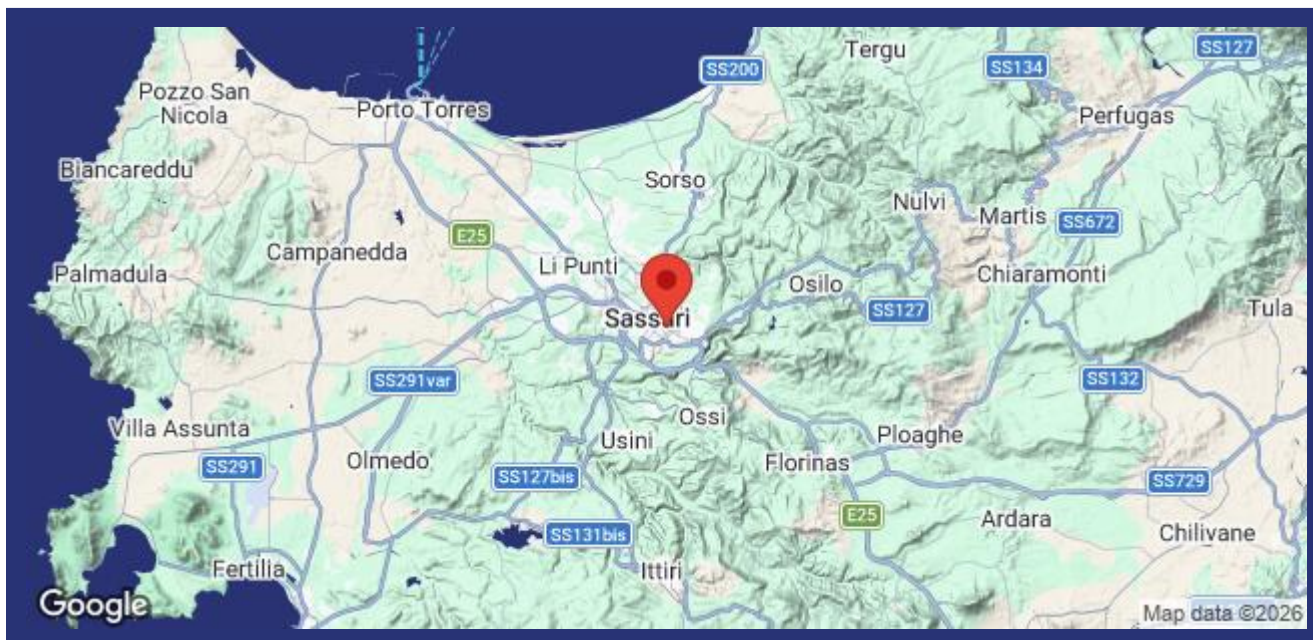 SS127
Tergu
SS134
SS200
Pozzo San
Nicola
Porto Torres
Perfugas
Biancareddu
Sorso
Nulvi
Martis
SS672
E25
Campanedda
Li Punti
Palmadula
Osilo
Chiaramonti
Tula
SS127
Sassari
SS291var
SS132
Ossi
Villa Assunta
Usini
Ploaghe
Olmedo
Florinas
SS291
SS127bis
SS729
E25
Ardara
SS131bis
Chilivane
Fertilia
Ittiri
Google
Map data ©2026